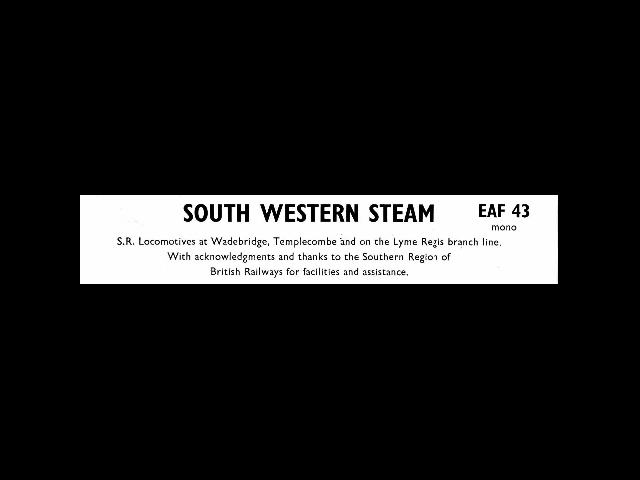 SOUTH WESTERN STEAM EAF 43
mono
S.R. Locomotives at Wadebridge, Templecombe and on the Lyme Regis branch line.
With acknowledgments and thanks to the Southern Region of
British Railways for facilities and assistance.